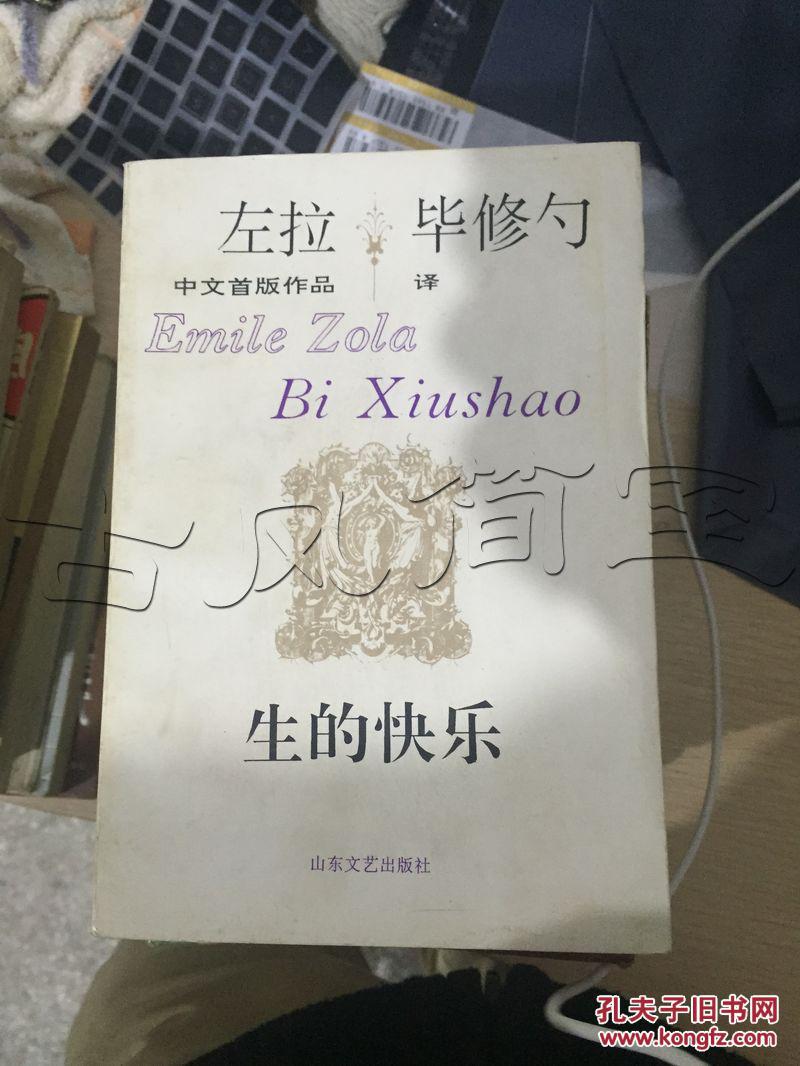 左拉 毕修勺
中文首版作品 译
Emile Zola
Bi Xiushao
古风简室
生的快乐
山东文艺出版社
孔夫子旧书网
www.kongfz.com